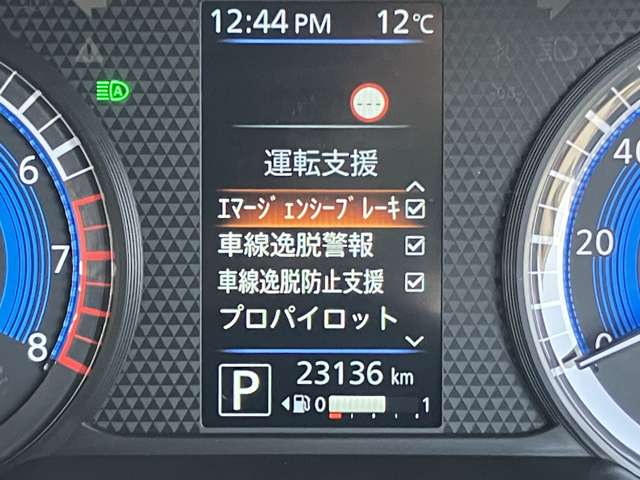 12:44 PM 12℃
---
運転支援
ｴﾏｰｼﾞｪﾝｼｰﾌﾞﾚｰｷ
車線逸脱警報
車線逸脱防止支援
プロパイロット
P 23136 km
0 1
A
6
7
8
40
20
0